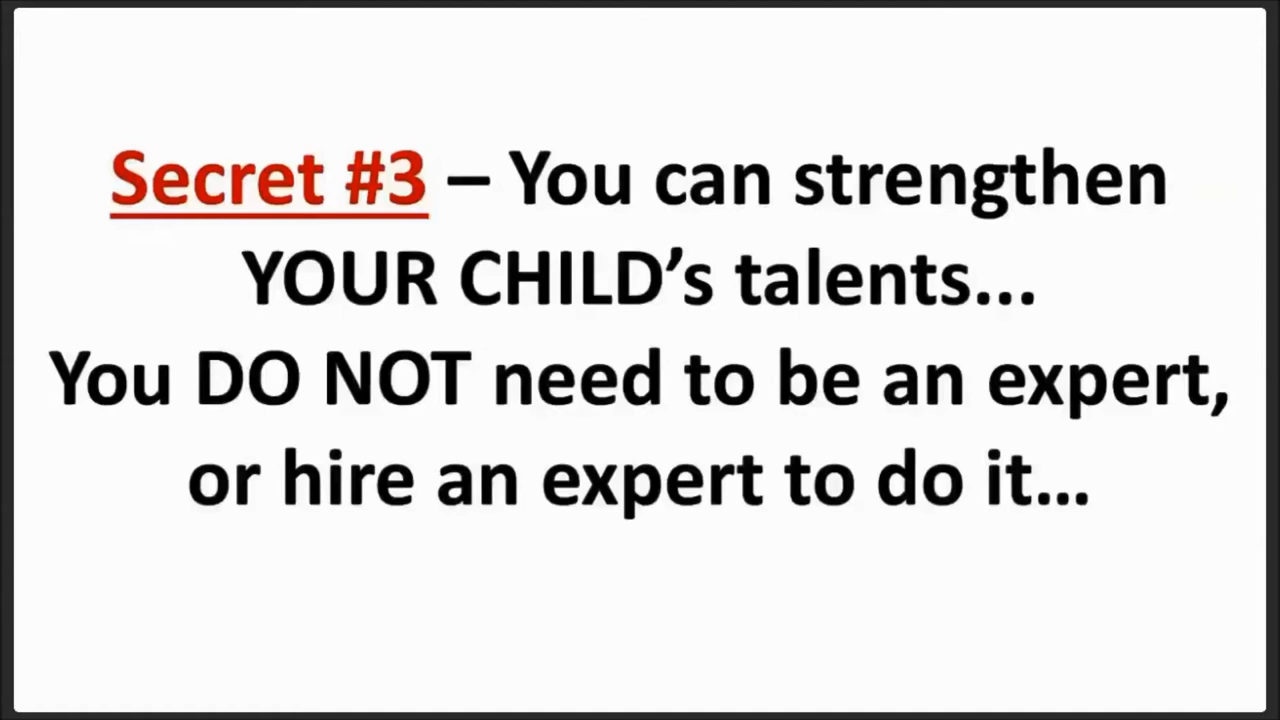 Secret #3 – You can strengthen
YOUR CHILD’s talents...
You DO NOT need to be an expert,
or hire an expert to do it...